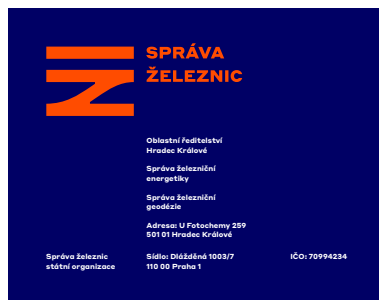 SPRÁVA
ŽELEZNIC
Oblastní ředitelství
Hradec Králové
Správa železniční
energetiky
Správa železniční
geodézie
Adresa: U Fotochemy 259
501 01 Hradec Králové
Správa železnic
státní organizace
Sídlo: Dlážděná 1003/7
110 00 Praha 1
IČO: 70994234